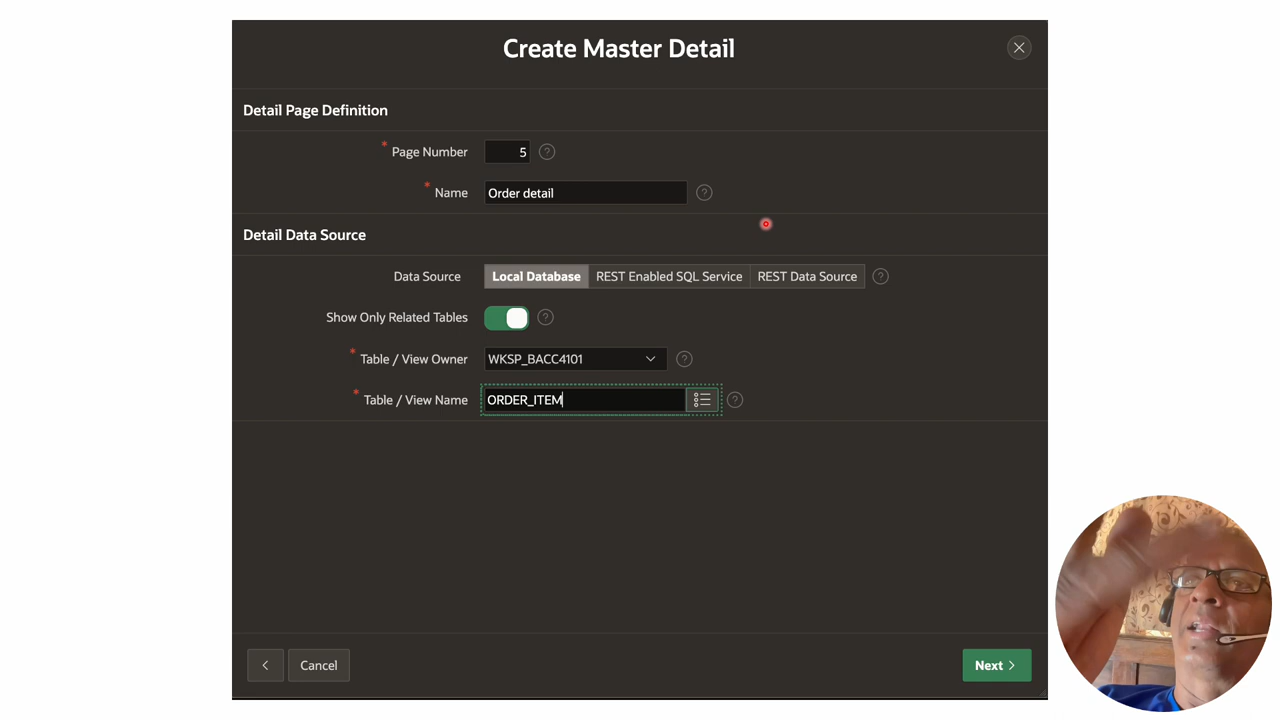 Create Master Detail
Detail Page Definition
* Page Number 5 ?
* Name Order detail ?
Detail Data Source
Data Source Local Database REST Enabled SQL Service REST Data Source ?
Show Only Related Tables ?
* Table / View Owner WKSP_BACC4101 ?
* Table / View Name ORDER_ITEM ?
Cancel Next